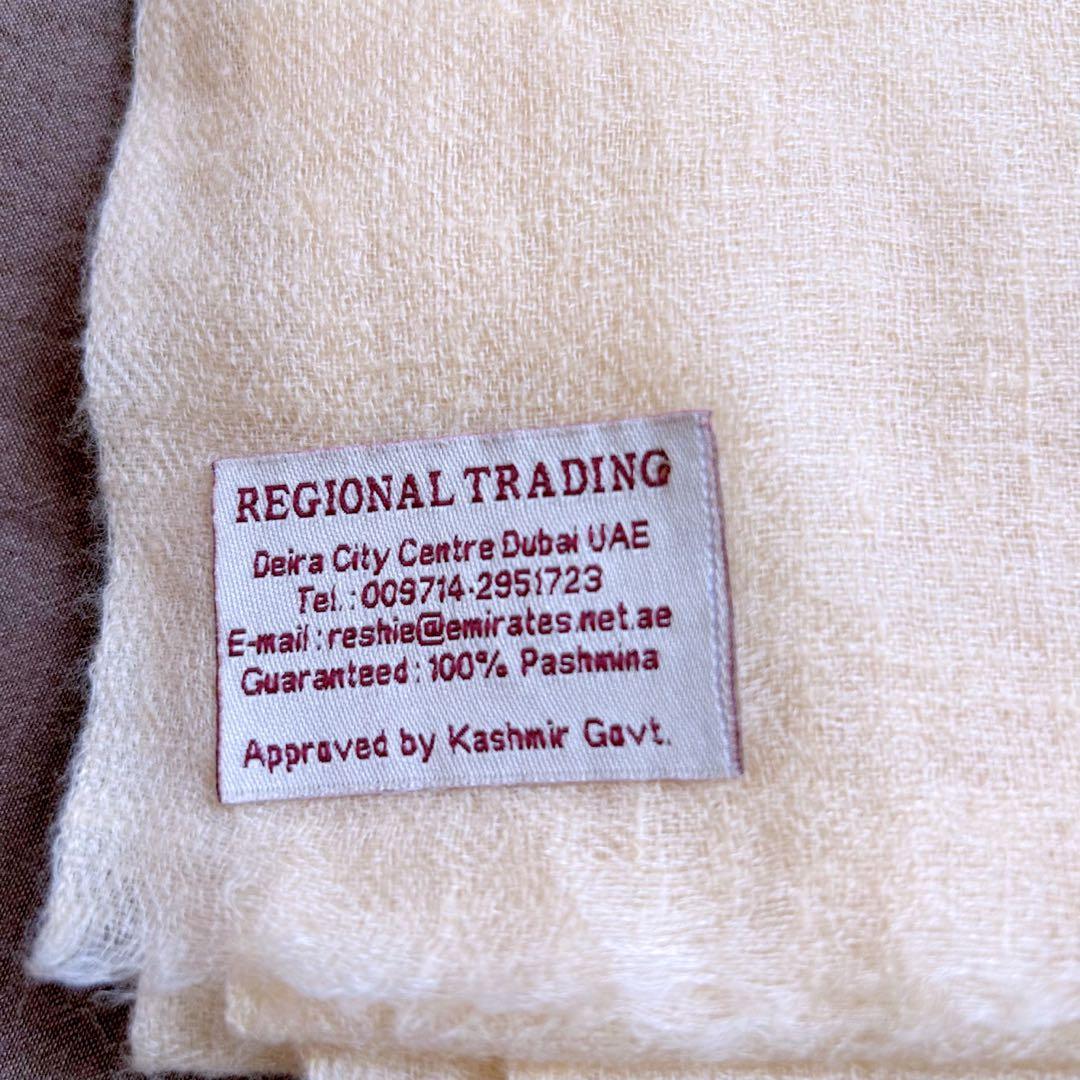 REGIONAL TRADING
Deira City Centre Dubai UAE
Tel.: 009714-2951723
E-mail: reshie@emirates.net.ae
Guaranteed: 100% Pashmina
Approved by Kashmir Govt.